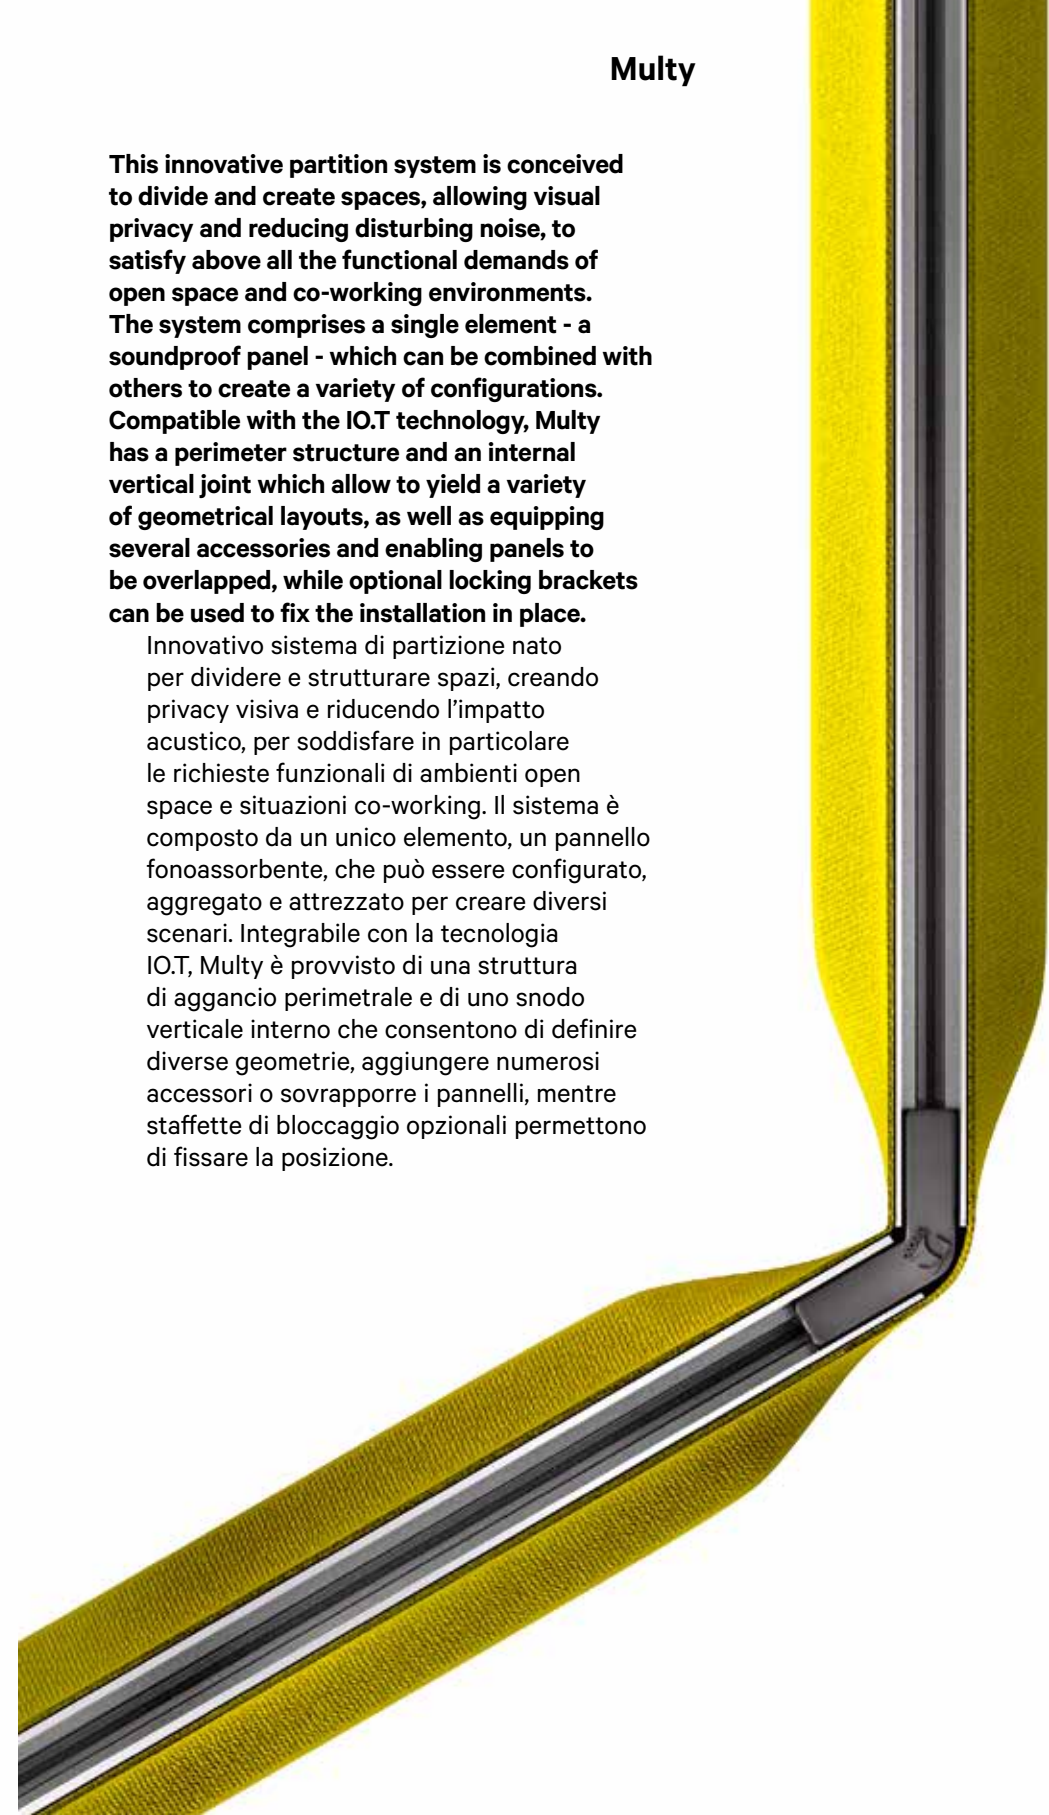 Multy
This innovative partition system is conceived
to divide and create spaces, allowing visual
privacy and reducing disturbing noise, to
satisfy above all the functional demands of
open space and co-working environments.
The system comprises a single element - a
soundproof panel - which can be combined with
others to create a variety of configurations.
Compatible with the IO.T technology, Multy
has a perimeter structure and an internal
vertical joint which allow to yield a variety
of geometrical layouts, as well as equipping
several accessories and enabling panels to
be overlapped, while optional locking brackets
can be used to fix the installation in place.
Innovativo sistema di partizione nato
per dividere e strutturare spazi, creando
privacy visiva e riducendo l'impatto
acustico, per soddisfare in particolare
le richieste funzionali di ambienti open
space e situazioni co-working. Il sistema è
composto da un unico elemento, un pannello
fonoassorbente, che può essere configurato,
aggregato e attrezzato per creare diversi
scenari. Integrabile con la tecnologia
IO.T, Multy è provvisto di una struttura
di aggancio perimetrale e di uno snodo
verticale interno che consentono di definire
diverse geometrie, aggiungere numerosi
accessori o sovrapporre i pannelli, mentre
staffette di bloccaggio opzionali permettono
di fissare la posizione.